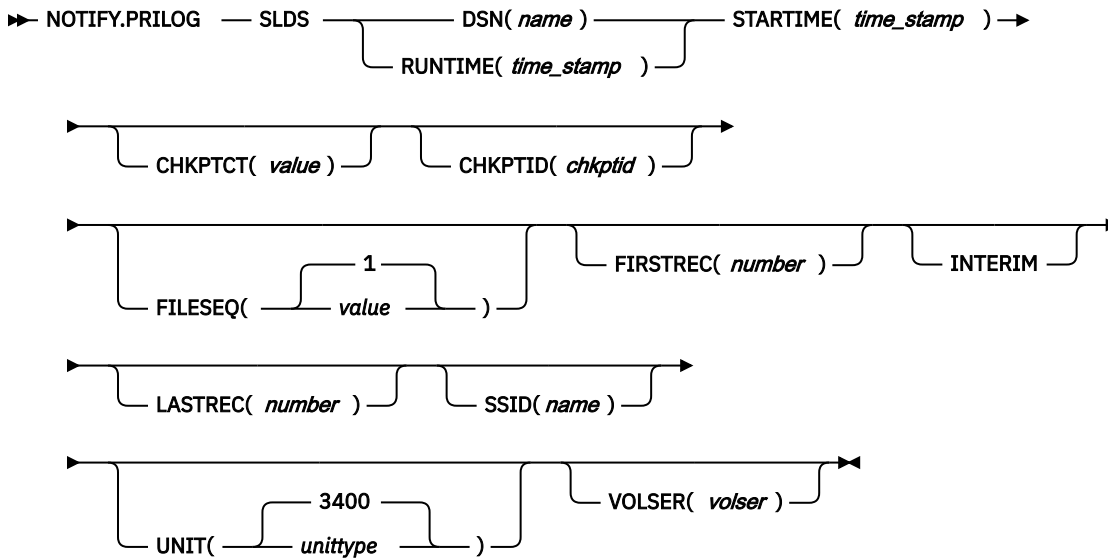 NOTIFY.PRILOG SLDS DSN( name ) STARTIME( time_stamp )
RUNTIME( time_stamp )
CHKPTCT( value ) CHKPTID( chkptid )
1
FIRSTREC( number ) INTERIM
FILESEQ( value )
LASTREC( number ) SSID( name )
3400
VOLSER( volser )
UNIT( unittype )